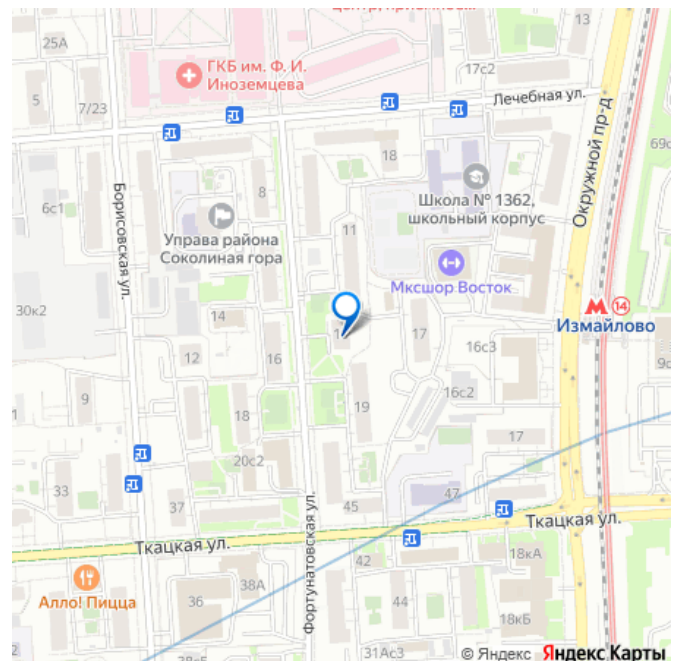 13
25А
17с2
ГКБ им. Ф. И.
Иноземцева
Лечебная ул.
5
7/23
69с
18
8
Школа № 1362,
школьный корпус
6с1
11
Управа района
Соколиная гора
Окружной пр-д
Борисовская ул.
Мксшор Восток
30к2
14
М 14
Измайлово
17
12
16
16с3
9с
16с2
9
19
18
17
20с2
33
37
45
47
Ткацкая ул.
Ткацкая ул.
Фортунатовская ул.
42
18кА
38А
36
44
Алло! Пицца
18кБ
31Ас3
© Яндекс Яндекс Карты